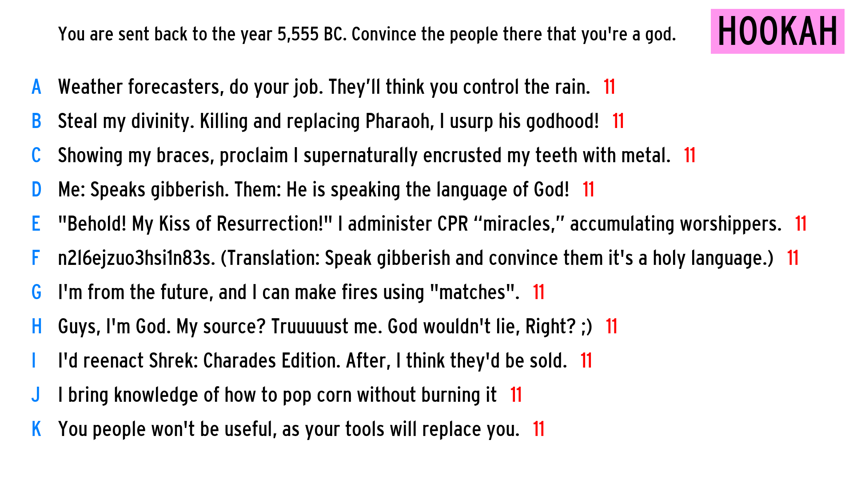 You are sent back to the year 5,555 BC. Convince the people there that you're a god.
HOOKAH
A Weather forecasters, do your job. They’ll think you control the rain. 11
B Steal my divinity. Killing and replacing Pharaoh, I usurp his godhood! 11
C Showing my braces, proclaim I supernaturally encrusted my teeth with metal. 11
D Me: Speaks gibberish. Them: He is speaking the language of God! 11
E "Behold! My Kiss of Resurrection!" I administer CPR “miracles,” accumulating worshippers. 11
F n2l6ejzuo3hsi1n83s. (Translation: Speak gibberish and convince them it's a holy language.) 11
G I'm from the future, and I can make fires using "matches". 11
H Guys, I'm God. My source? Truuuuust me. God wouldn't lie, Right? ;) 11
I I'd reenact Shrek: Charades Edition. After, I think they'd be sold. 11
J I bring knowledge of how to pop corn without burning it 11
K You people won't be useful, as your tools will replace you. 11